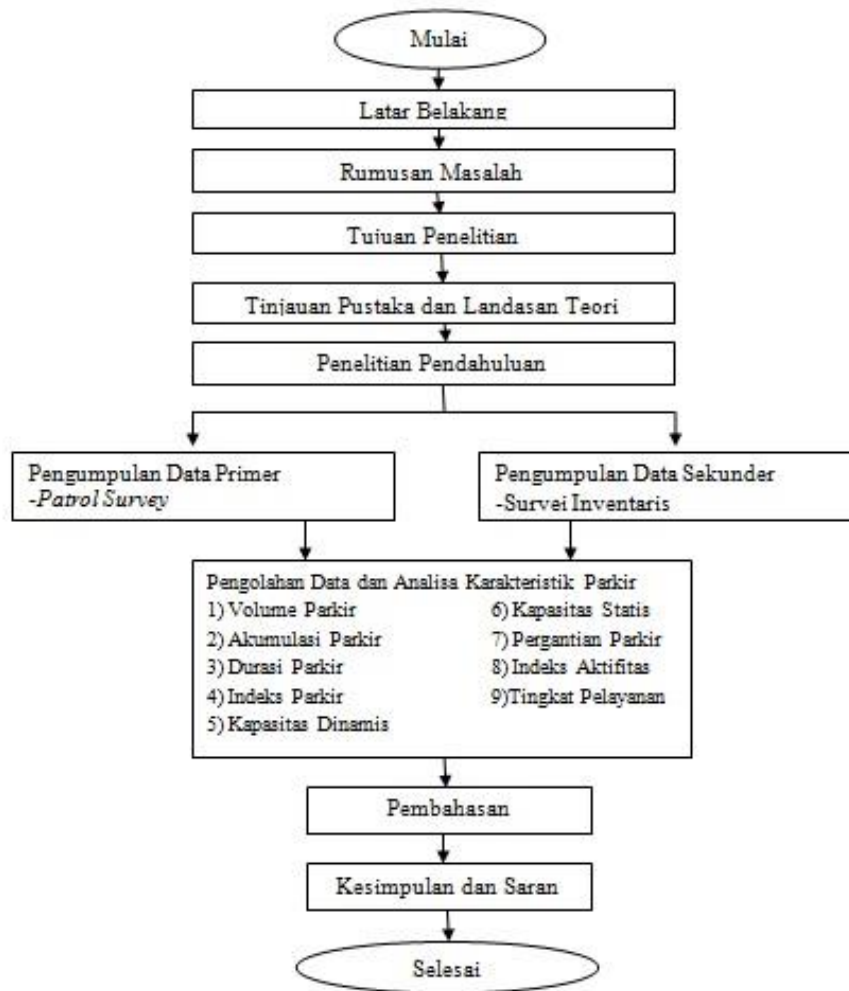 Mulai
Latar Belakang
Rumusan Masalah
Tujuan Penelitian
Tinjauan Pustaka dan Landasan Teori
Penelitian Pendahuluan
Pengumpulan Data Primer
-Patrol Survey
Pengumpulan Data Sekunder
-Survei Inventaris
Pengolahan Data dan Analisa Karakteristik Parkir
1) Volume Parkir
2) Akumulasi Parkir
3) Durasi Parkir
4) Indeks Parkir
5) Kapasitas Dinamis
6) Kapasitas Statis
7) Pergantian Parkir
8) Indeks Aktifitas
9)Tingkat Pelayanan
Pembahasan
Kesimpulan dan Saran
Selesai